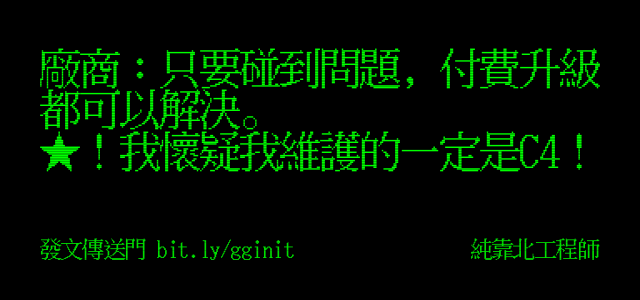 廠商：只要碰到問題，付費升級
都可以解決。
★！我懷疑我維護的一定是C4！
發文傳送門 bit.ly/gginit
純靠北工程師